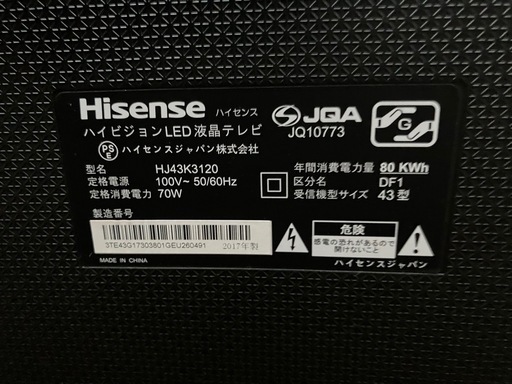 Hisense ハイセンス
JQA
JQ10773
G
ハイビジョンLED液晶テレビ
PSE ハイセンスジャパン株式会社
型名 HJ43K3120
定格電源 100V~ 50/60Hz
定格消費電力 70W
年間消費電力量 80 KWh
区分名 DF1
受信機型サイズ 43型
製造番号
3TE43G17303801GEU260491 2017年製
MADE IN CHINA
危険
感電の恐れがあるので
開けないこと
ハイセンスジャパン